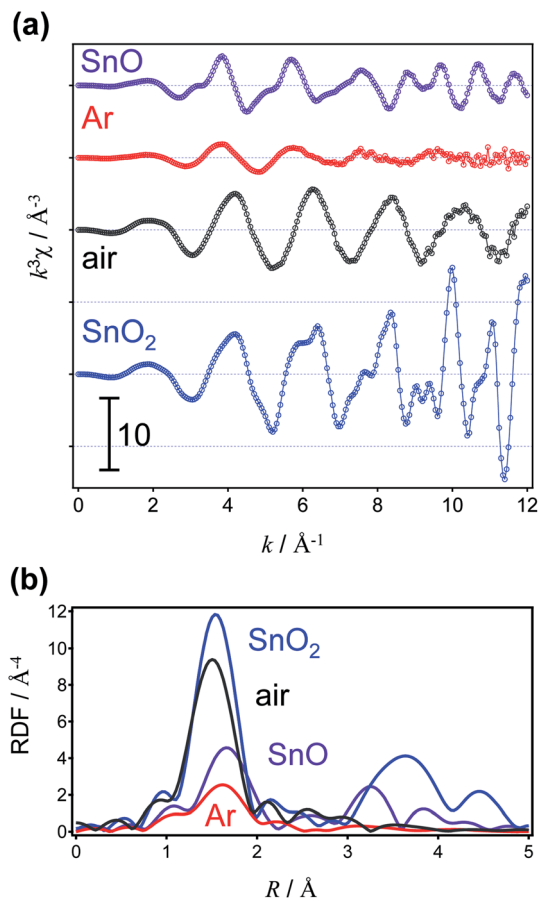 (a)
SnO
Ar
air
SnO₂
10
k³χ / Å⁻³
0 2 4 6 8 10 12
k / Å⁻¹
(b)
12
10
8
6
4
2
0
RDF / Å⁻⁴
SnO₂
air
SnO
Ar
0 1 2 3 4 5
R / Å